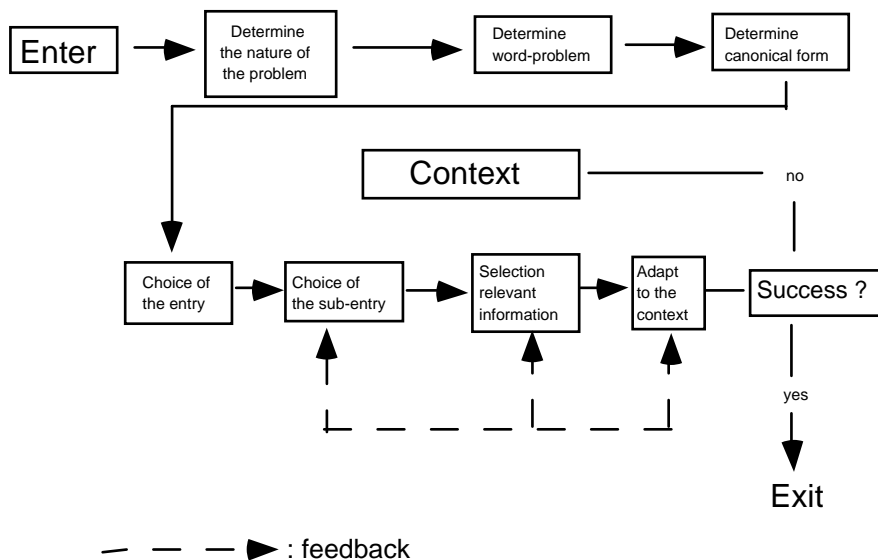 Enter
Determine
the nature of
the problem
Determine
word-problem
Determine
canonical form
Context
no
Choice of
the entry
Choice of
the sub-entry
Selection
relevant
information
Adapt
to the
context
Success ?
yes
Exit
: feedback